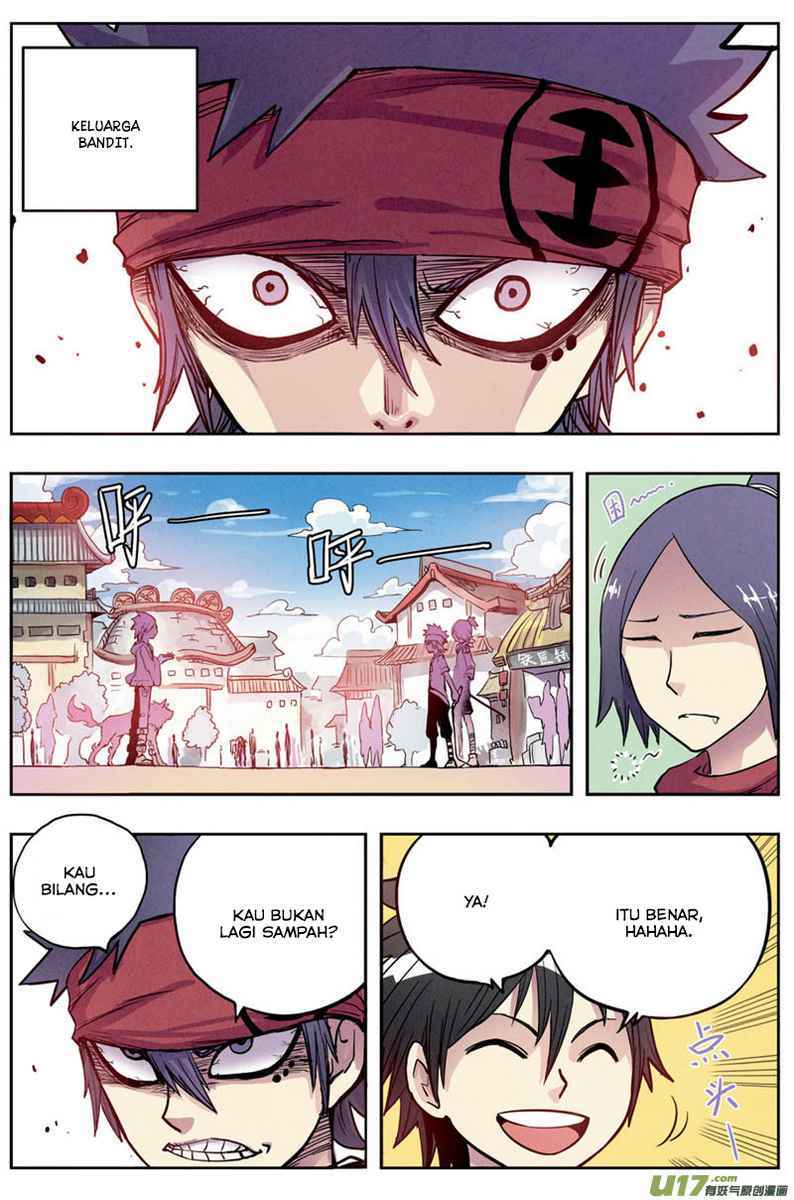 KELUARGA
BANDIT.
王
呼——
呼——
困~~
KAU
BILANG...
KAU BUKAN
LAGI SAMPAH?
YA!
ITU BENAR,
HAHAHA.
点头—
U17.com
有妖气原创漫画